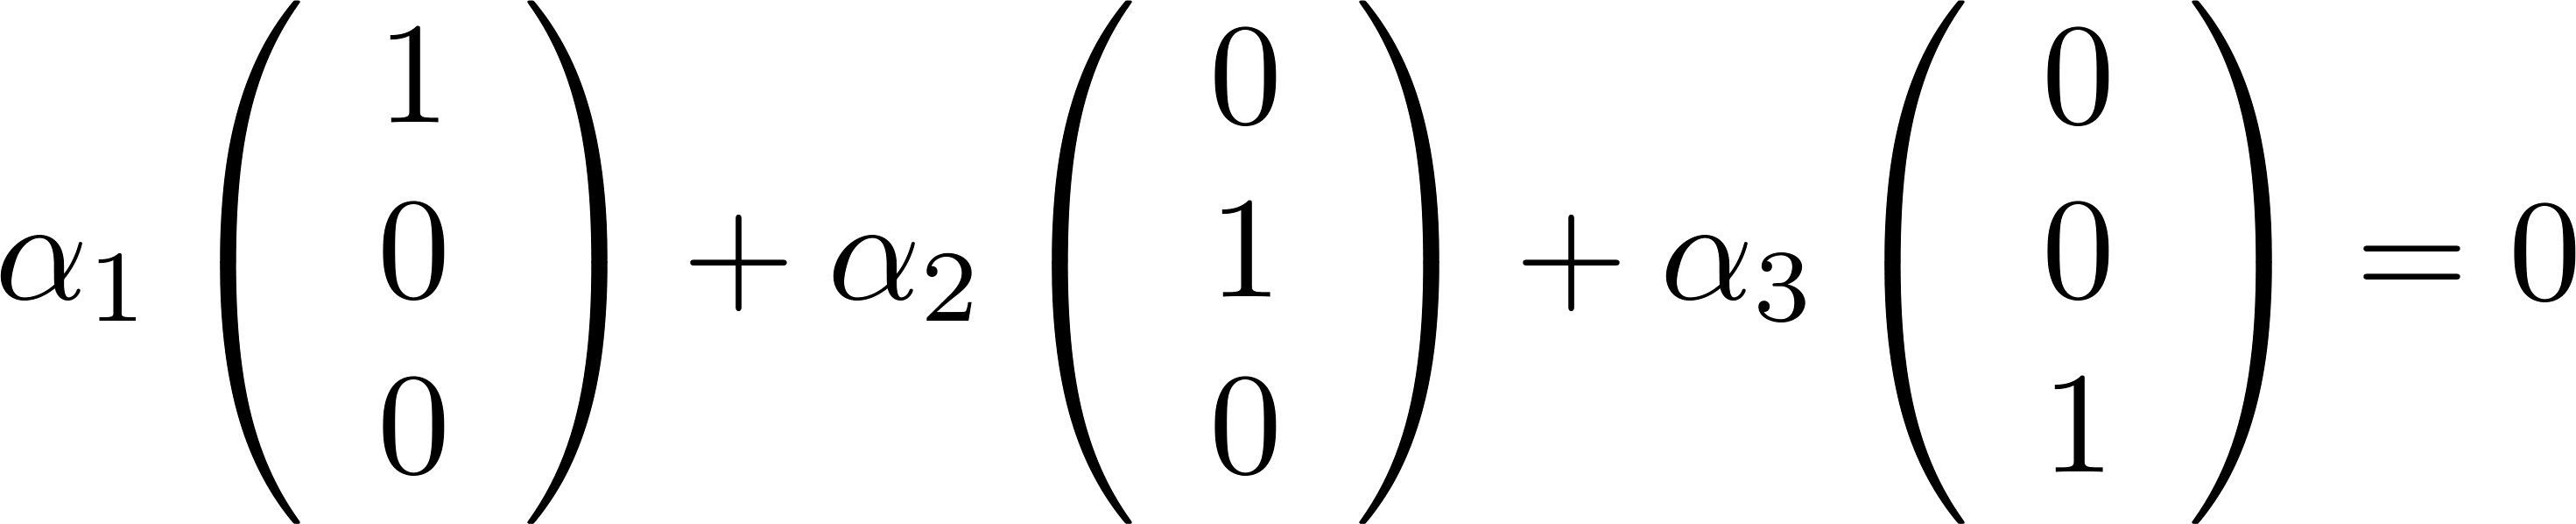 α₁ ( 1 0 0 ) + α₂ ( 0 1 0 ) + α₃ ( 0 0 1 ) = 0